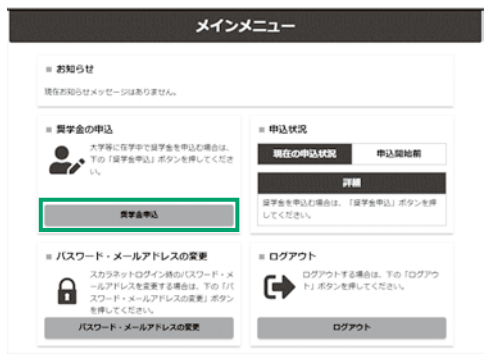 メインメニュー
お知らせ
現在お知らせメッセージはありません。
奨学金の申込
大学等に在学中で奨学金を申込む場合は、
下の「奨学金申込」ボタンを押してくださ
い。
奨学金申込
申込状況
現在の申込状況
申込開始前
詳細
奨学金を申込む場合は、「奨学金申込」ボタンを押
してください。
パスワード・メールアドレスの変更
スカラネットログイン時のパスワード・メ
ールアドレスを変更する場合は、下の「パ
スワード・メールアドレスの変更」ボタン
を押してください。
パスワード・メールアドレスの変更
ログアウト
ログアウトする場合は、下の「ログアウ
ト」ボタンを押してください。
ログアウト